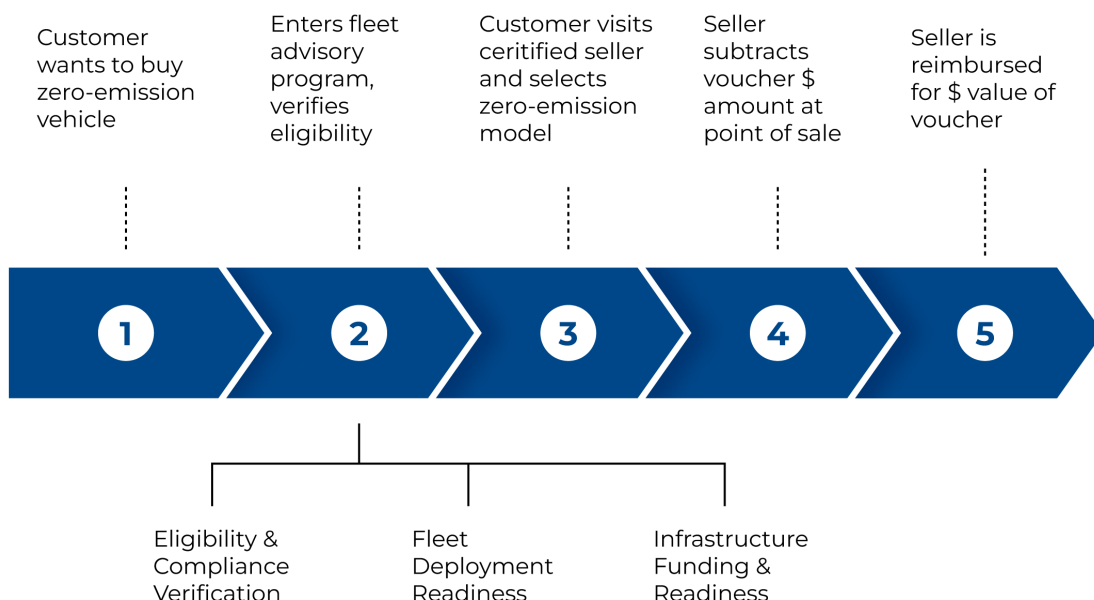 Customer
wants to buy
zero-emission
vehicle
Enters fleet
advisory
program,
verifies
eligibility
Customer visits
ceritified seller
and selects
zero-emission
model
Seller
subtracts
voucher $
amount at
point of sale
Seller is
reimbursed
for $ value of
voucher
1
2
3
4
5
Eligibility &
Compliance
Verification
Fleet
Deployment
Readiness
Infrastructure
Funding &
Readiness